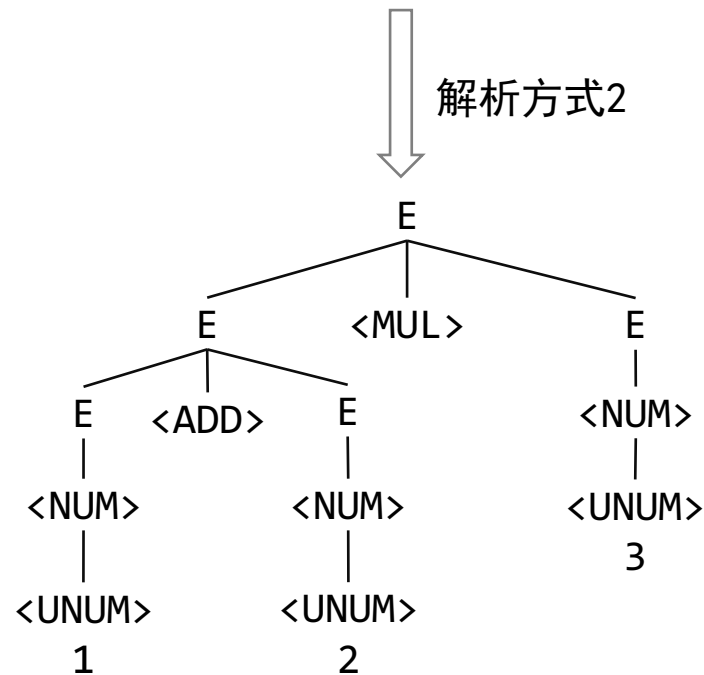 解析方式2
E
E <MUL> E
E <ADD> E <NUM>
<NUM> <NUM> <UNUM>
3
<UNUM> <UNUM>
1 2